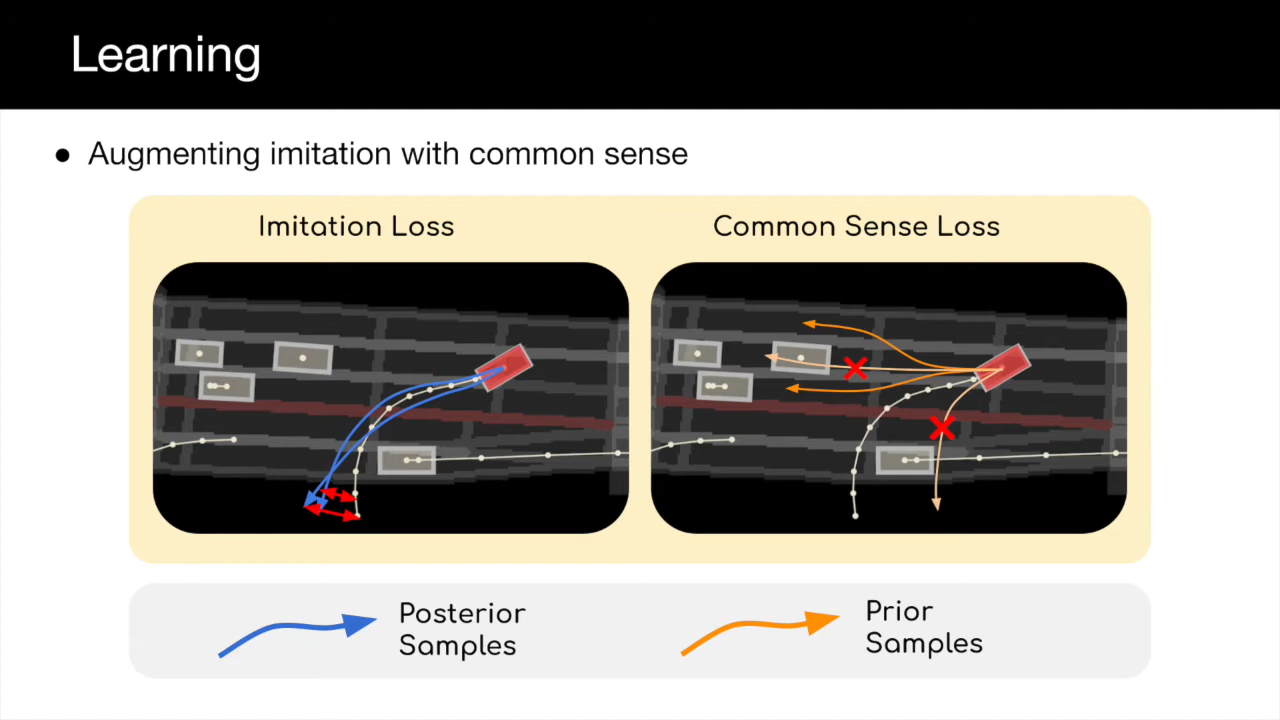 Learning
● Augmenting imitation with common sense
Imitation Loss
Common Sense Loss
Posterior
Samples
Prior
Samples